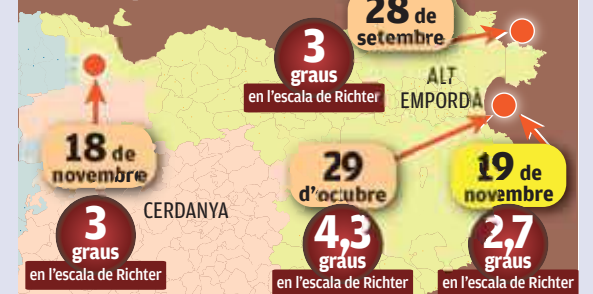 28 de
setembre
3
graus
en l'escala de Richter
ALT
EMPORDÀ
18 de
novembre
3
graus
en l'escala de Richter
CERDANYA
29
d'octubre
4,3
graus
en l'escala de Richter
19 de
novembre
2,7
graus
en l'escala de Richter